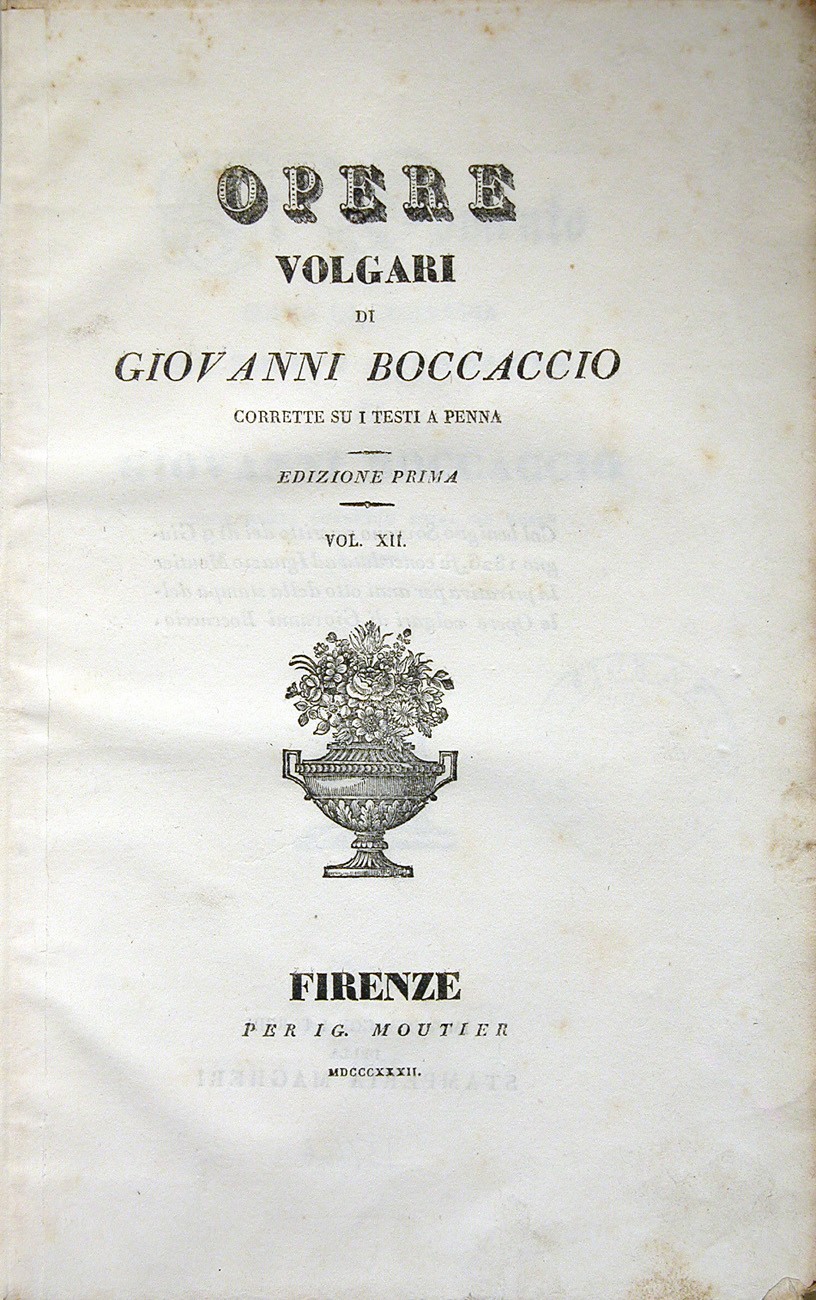 OPERE
VOLGARI
DI
GIOVANNI BOCCACCIO
CORRETTE SU I TESTI A PENNA
EDIZIONE PRIMA
VOL. XII.
FIRENZE
PER IG. MOUTIER
MDCCCXXXII.